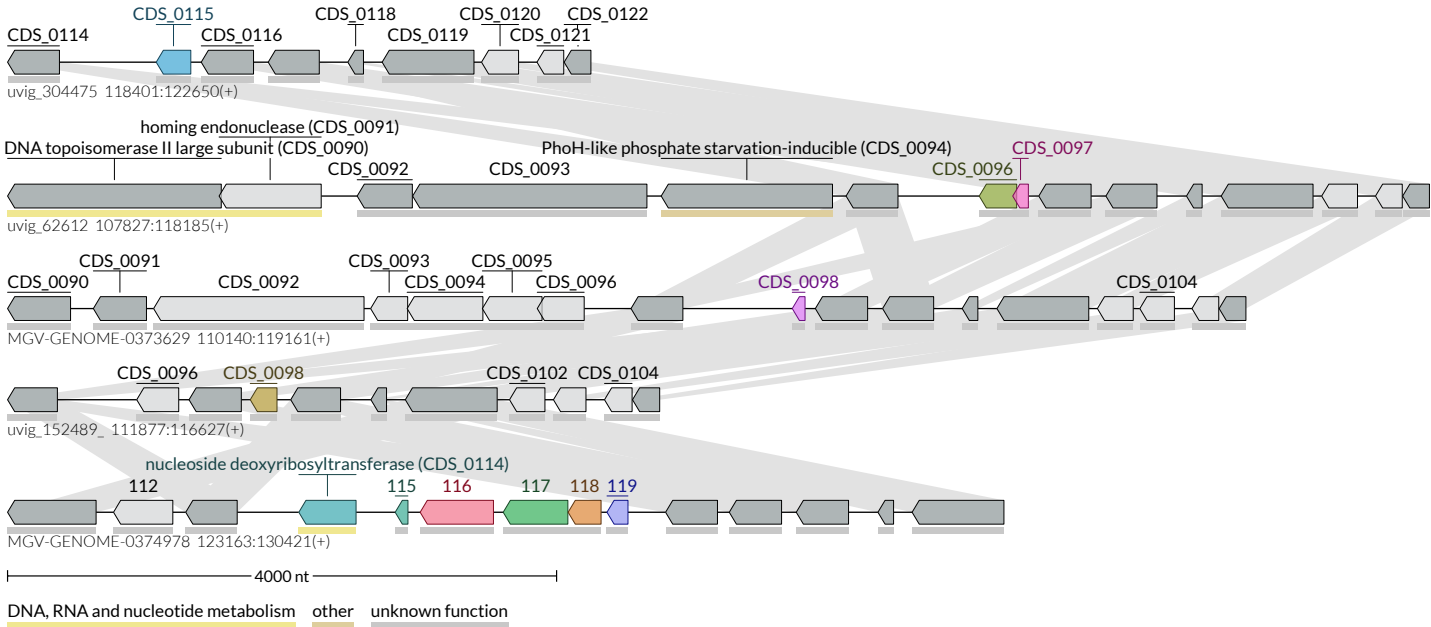 CDS_0115 CDS_0118 CDS_0120 CDS_0122
CDS_0114 CDS_0116 CDS_0119 CDS_0121
uvig_304475 118401:122650(+)
homing endonuclease (CDS_0091)
DNA topoisomerase II large subunit (CDS_0090) PhoH-like phosphate starvation-inducible (CDS_0094) CDS_0097
CDS_0092 CDS_0093 CDS_0096
uvig_62612 107827:118185(+)
CDS_0091 CDS_0093 CDS_0095
CDS_0090 CDS_0092 CDS_0094 CDS_0096 CDS_0098 CDS_0104
MGV-GENOME-0373629 110140:119161(+)
CDS_0096 CDS_0098 CDS_0102 CDS_0104
uvig_152489_ 111877:116627(+)
nucleoside deoxyribosyltransferase (CDS_0114)
112 115 116 117 118 119
MGV-GENOME-0374978 123163:130421(+)
4000 nt
DNA, RNA and nucleotide metabolism other unknown function